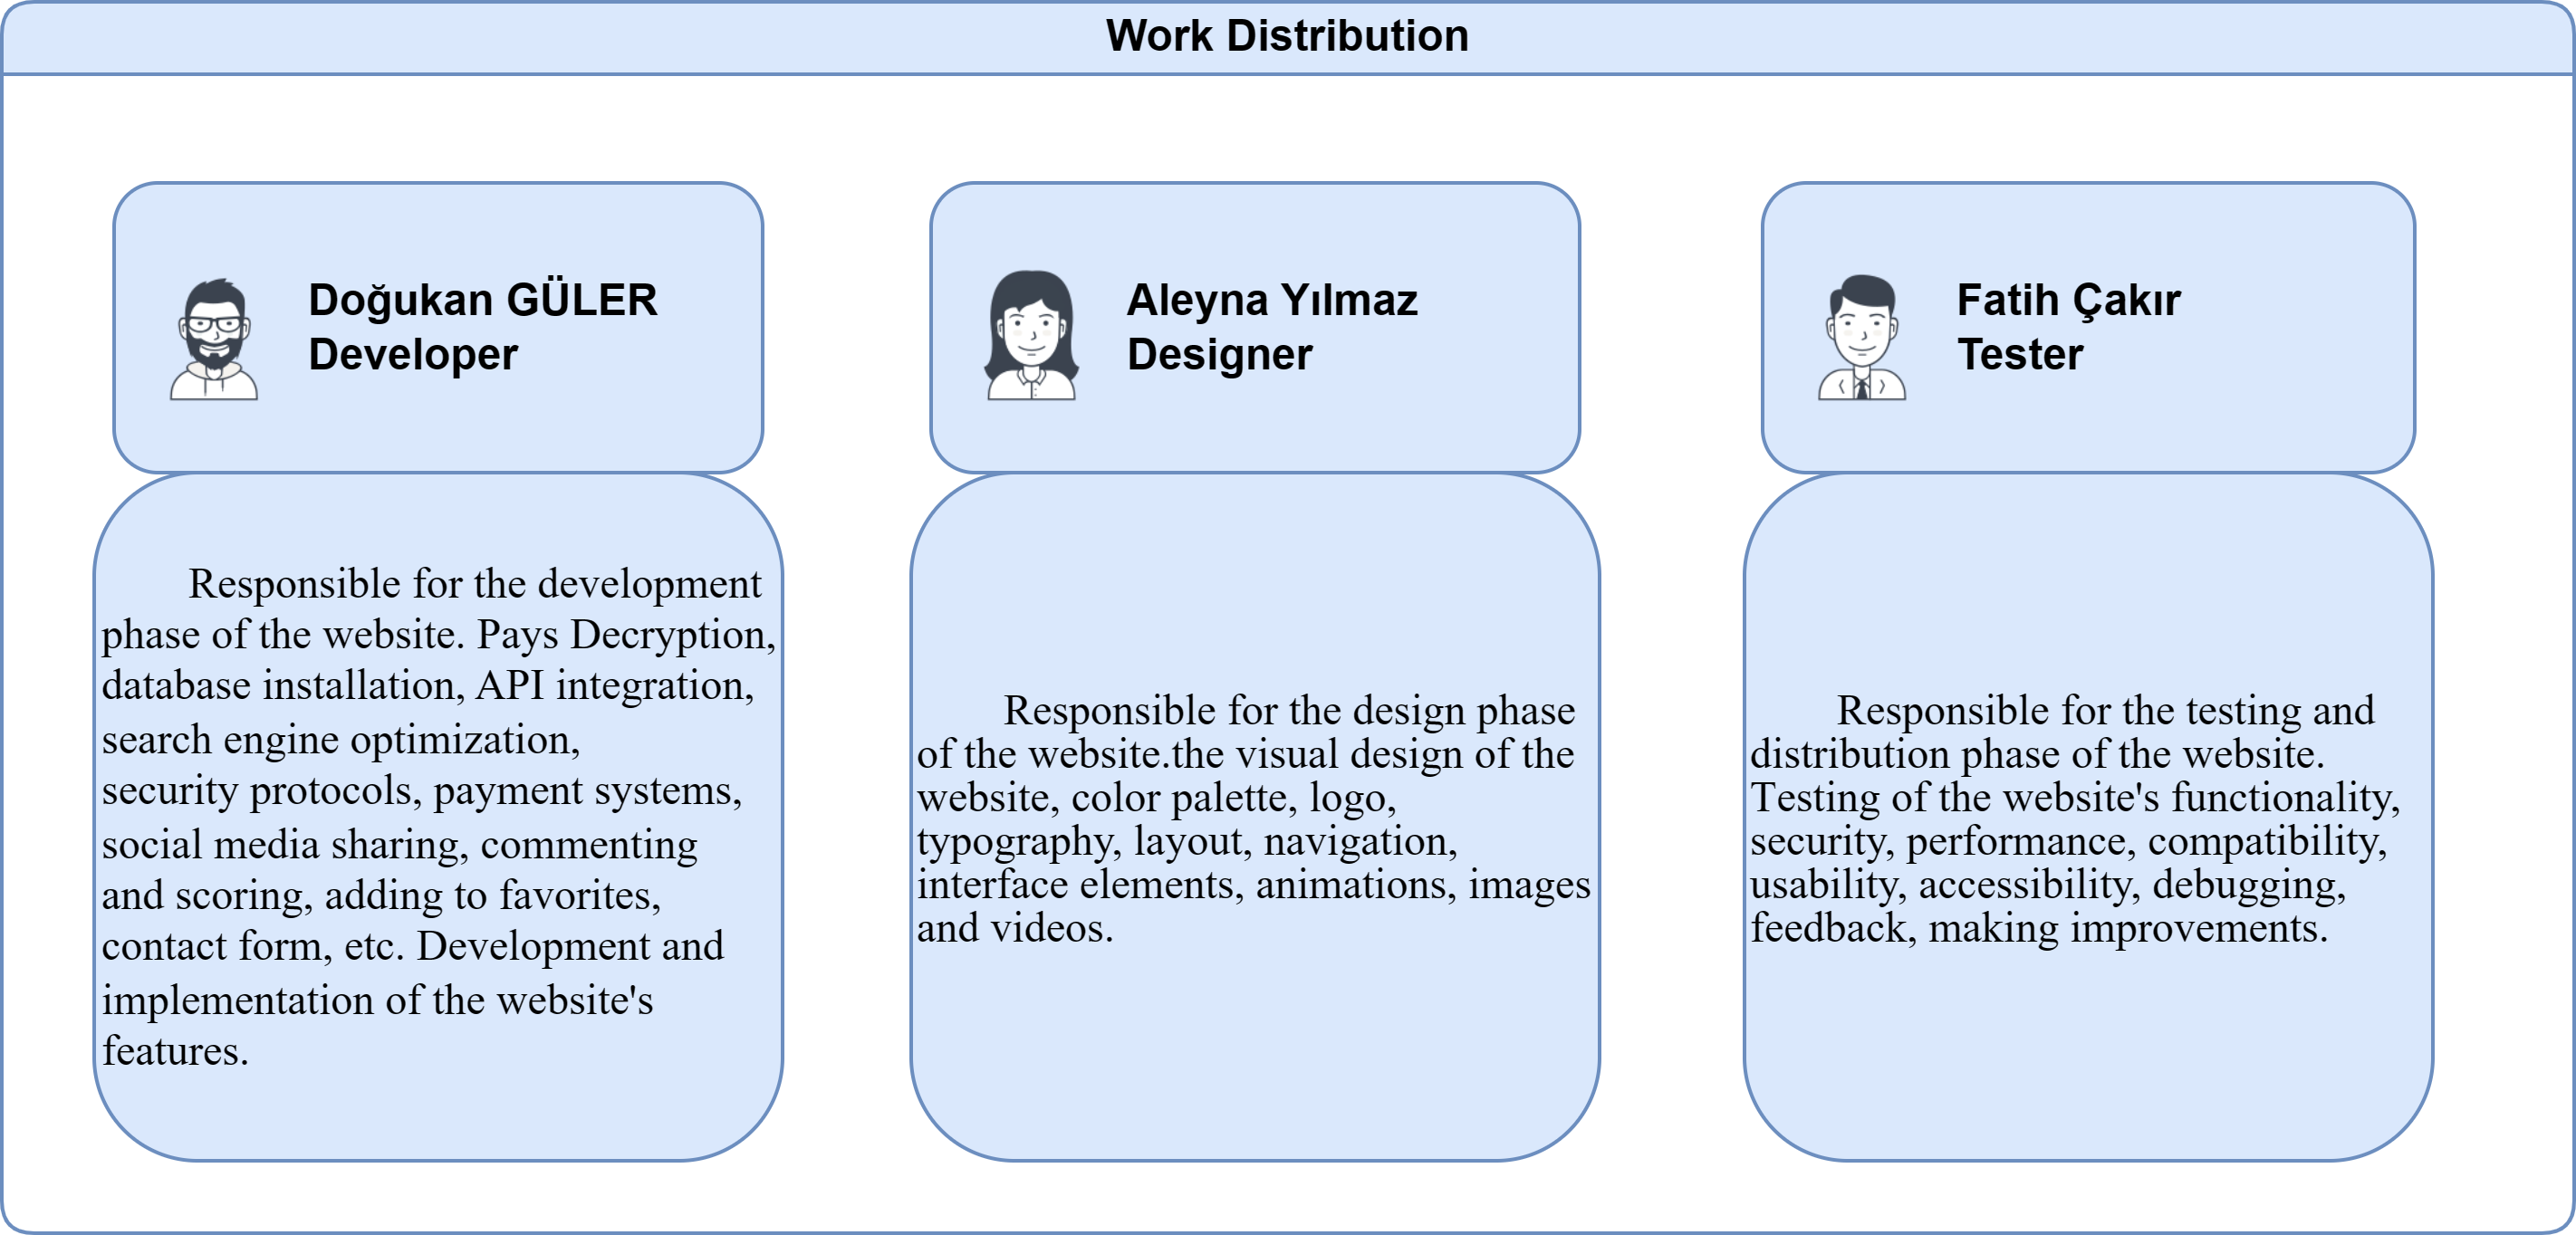 Work Distribution
Doğukan GÜLER
Developer
Responsible for the development
phase of the website. Pays Decryption,
database installation, API integration,
search engine optimization,
security protocols, payment systems,
social media sharing, commenting
and scoring, adding to favorites,
contact form, etc. Development and
implementation of the website's
features.
Aleyna Yılmaz
Designer
Responsible for the design phase
of the website.the visual design of the
website, color palette, logo,
typography, layout, navigation,
interface elements, animations, images
and videos.
Fatih Çakır
Tester
Responsible for the testing and
distribution phase of the website.
Testing of the website's functionality,
security, performance, compatibility,
usability, accessibility, debugging,
feedback, making improvements.